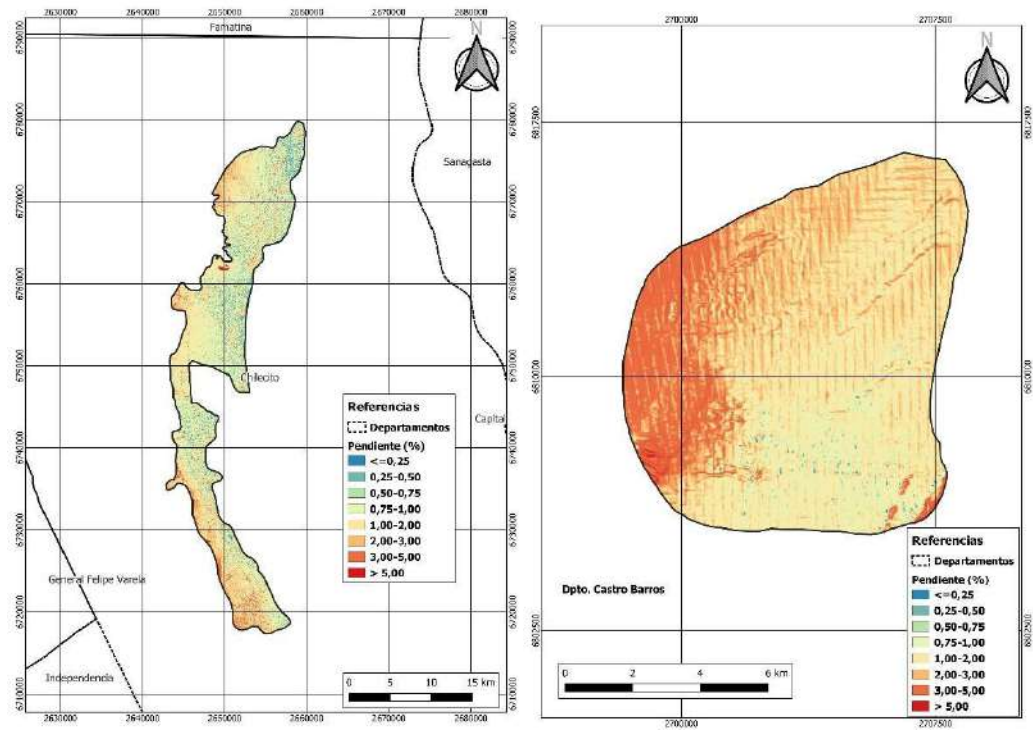 2630000 2640000 2650000 2660000 2670000 2680000
Famatina
N
6790000
6780000
Sanagasta
6770000
6760000
6750000
Chilecito
Capital
Referencias
Departamentos
Pendiente (%)
<=0,25
0,25-0,50
0,50-0,75
0,75-1,00
1,00-2,00
2,00-3,00
3,00-5,00
> 5,00
6740000
6730000
General Felipe Varela
6720000
Independencia
6710000
0 5 10 15 km
2630000 2640000 2650000 2660000 2670000 2680000
2700000 2707500
N
6817500 6817500
6810000 6810000
Referencias
Departamentos
Pendiente (%)
<=0,25
0,25-0,50
0,50-0,75
0,75-1,00
1,00-2,00
2,00-3,00
3,00-5,00
> 5,00
Dpto. Castro Barros
6802500 6802500
0 2 4 6 km
2700000 2707500